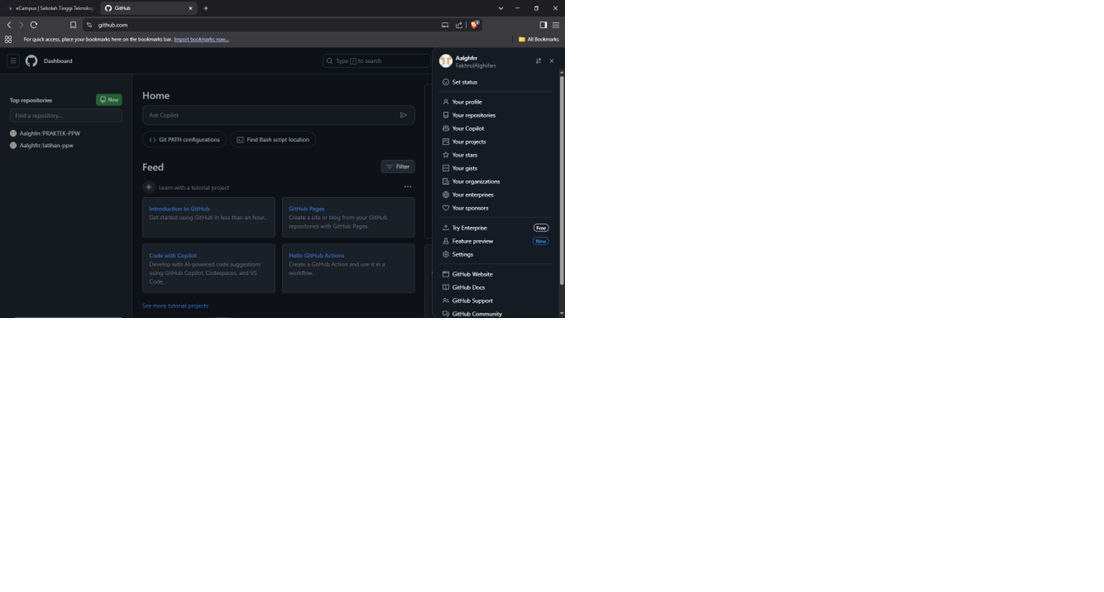 eCampus | Sekolah Tinggi Teknolog
GitHub
github.com
For quick access, place your bookmarks here on the bookmarks bar. Import bookmarks now...
All Bookmarks
Dashboard
Type / to search
Top repositories
New
Find a repository...
Aalghfrr/PRAKTEK-PPW
Aalghfrr/latihan-ppw
Home
Ask Copilot
Git PATH configurations
Find Bash script location
Feed
Filter
Learn with a tutorial project
Introduction to GitHub
Get started using GitHub in less than an hour.
GitHub Pages
Create a site or blog from your GitHub
repositories with GitHub Pages.
Code with Copilot
Develop with AI-powered code suggestions
using GitHub Copilot, Codespaces, and VS
Code.
Hello GitHub Actions
Create a GitHub Action and use it in a
workflow.
See more tutorial projects
Aalghfrr
FakhrulAlghifari
Set status
Your profile
Your repositories
Your Copilot
Your projects
Your stars
Your gists
Your organizations
Your enterprises
Your sponsors
Try Enterprise
Free
Feature preview
New
Settings
GitHub Website
GitHub Docs
GitHub Support
GitHub Community